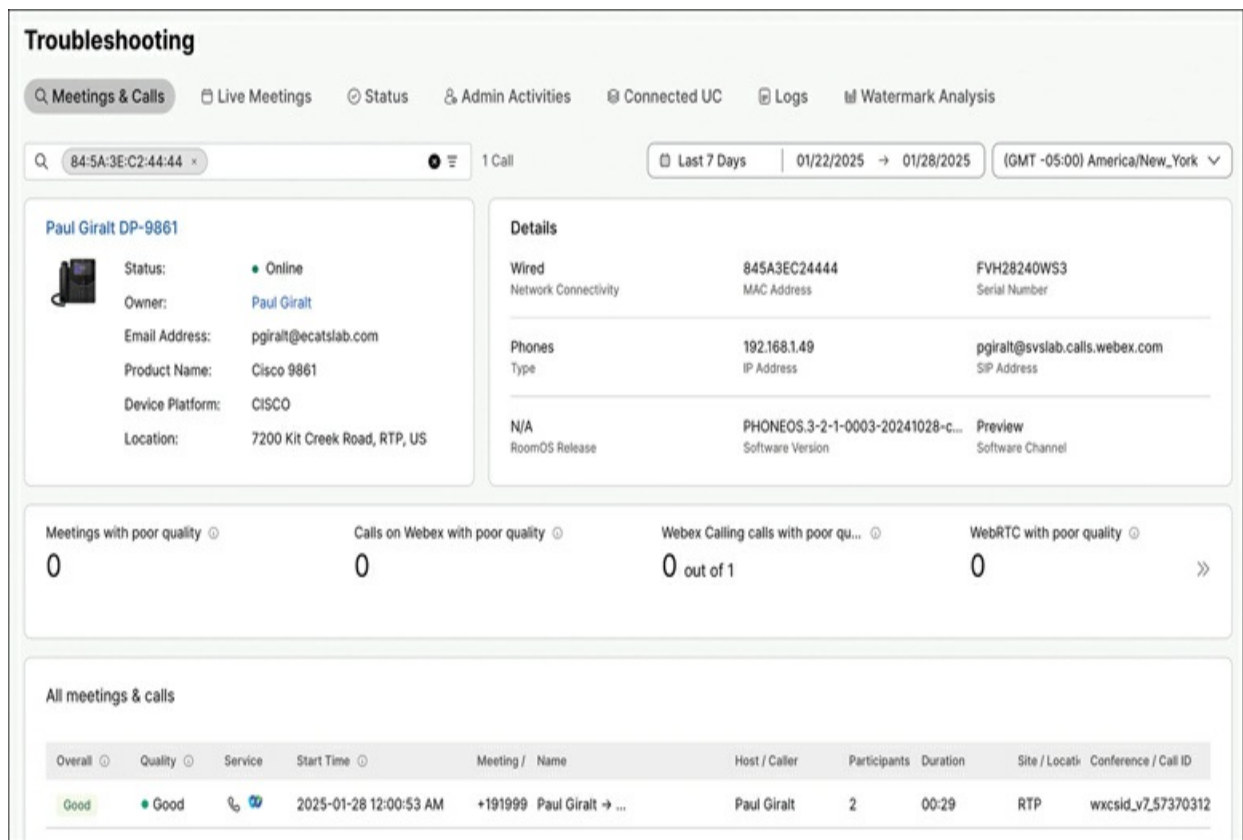 Troubleshooting
Meetings & Calls Live Meetings Status Admin Activities Connected UC Logs Watermark Analysis
84:5A:3E:C2:44:44 × 1 Call Last 7 Days 01/22/2025 → 01/28/2025 (GMT -05:00) America/New_York
Paul Giralt DP-9861
Status: Online
Owner: Paul Giralt
Email Address: pgiralt@ecatslab.com
Product Name: Cisco 9861
Device Platform: CISCO
Location: 7200 Kit Creek Road, RTP, US
Details
Wired 845A3EC24444 FVH28240WS3
Network Connectivity MAC Address Serial Number
Phones 192.168.1.49 pgiralt@svslab.calls.webex.com
Type IP Address SIP Address
N/A PHONEOS.3-2-1-0003-20241028-c... Preview
RoomOS Release Software Version Software Channel
Meetings with poor quality Calls on Webex with poor quality Webex Calling calls with poor qu... WebRTC with poor quality
0 0 0 out of 1 0
All meetings & calls
Overall Quality Service Start Time Meeting / Name Host / Caller Participants Duration Site / Locati Conference / Call ID
Good Good 2025-01-28 12:00:53 AM +191999 Paul Giralt → ... Paul Giralt 2 00:29 RTP wxcsid_v7_57370312